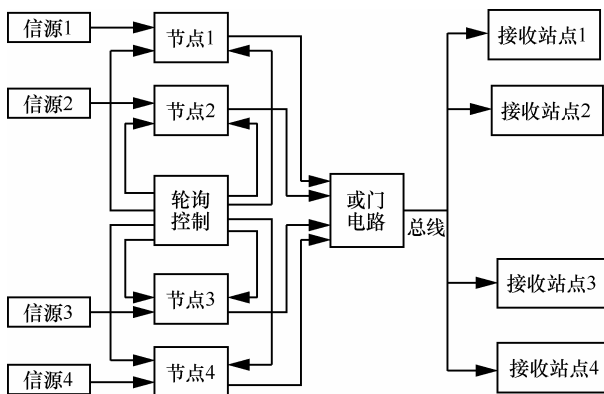 信源1
节点1
接收站点1
信源2
节点2
接收站点2
轮询
控制
或门
电路
总线
信源3
节点3
接收站点3
信源4
节点4
接收站点4